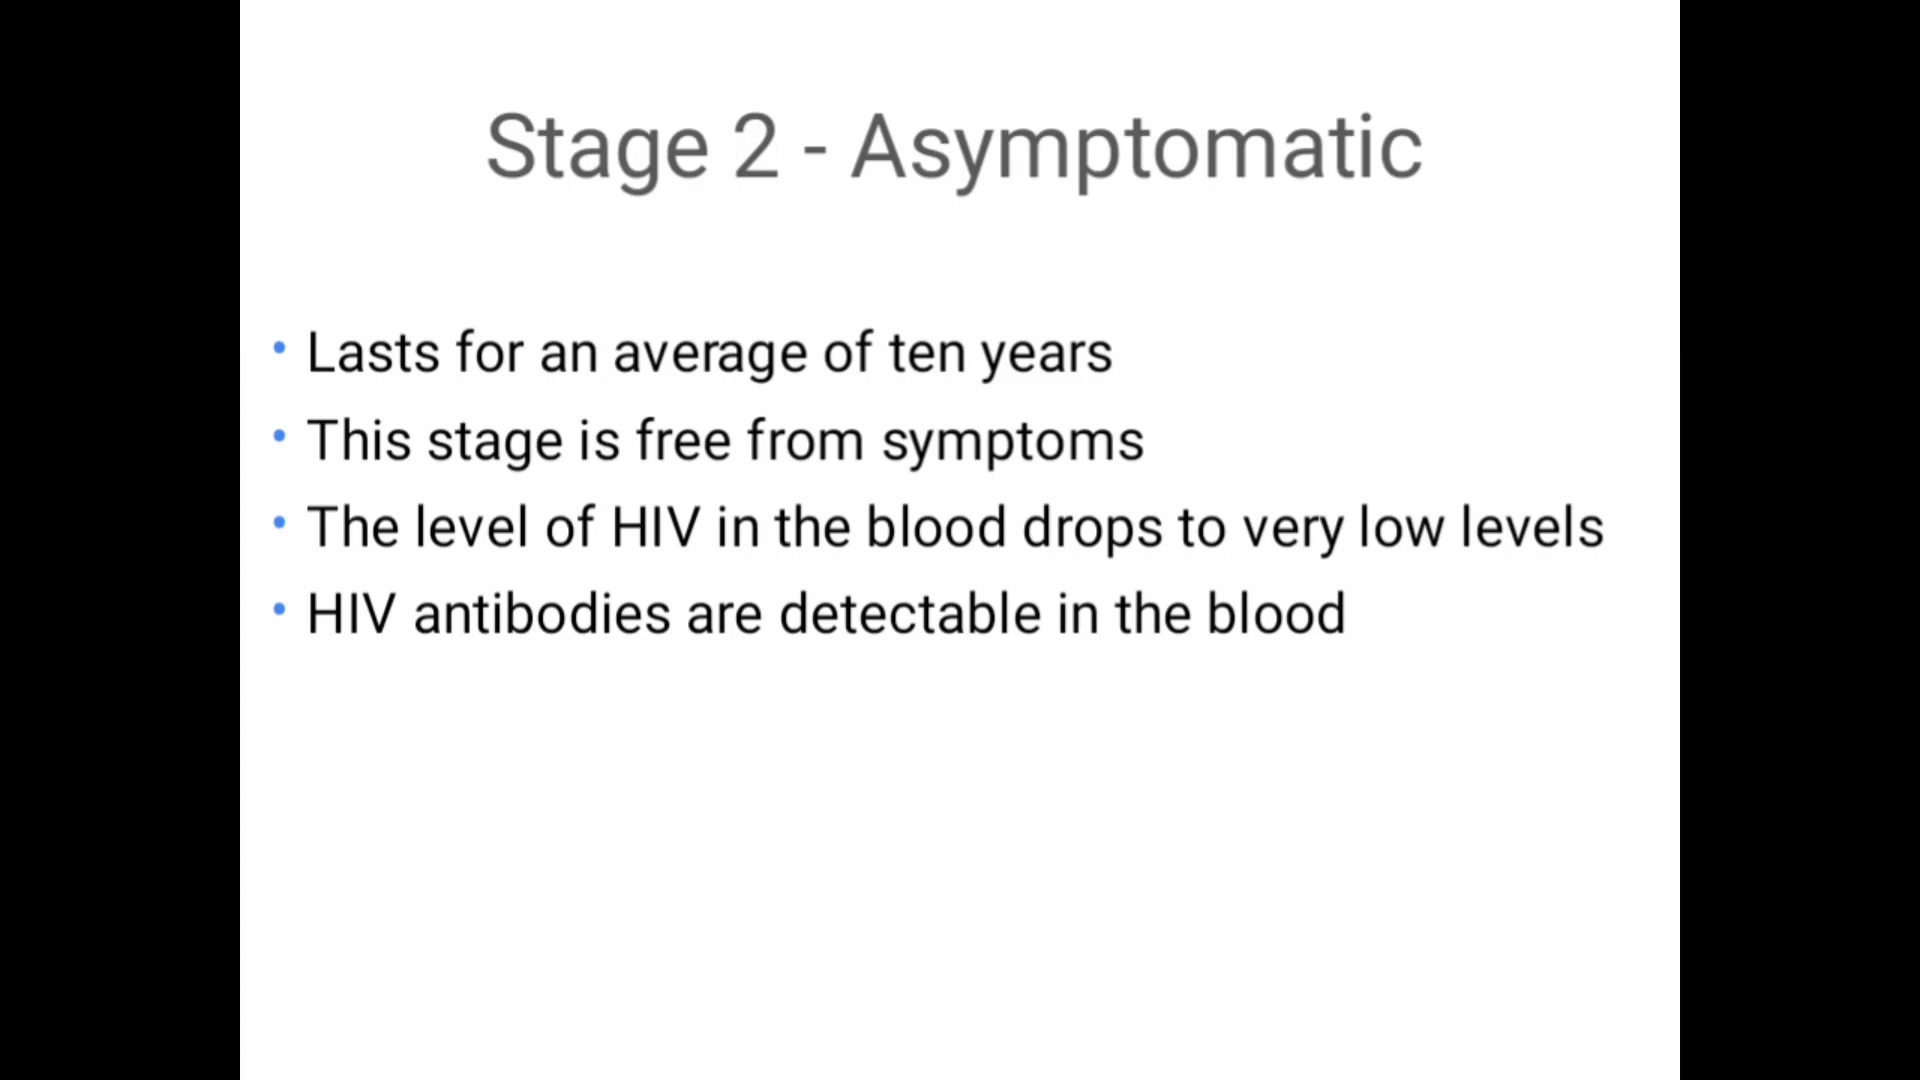 Stage 2 - Asymptomatic
• Lasts for an average of ten years
• This stage is free from symptoms
• The level of HIV in the blood drops to very low levels
• HIV antibodies are detectable in the blood